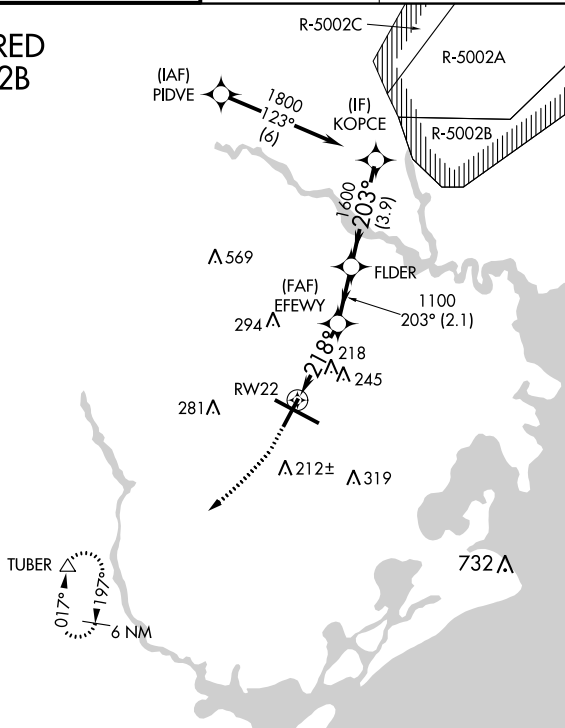 RED
2B
R-5002C
R-5002A
R-5002B
(IAF)
PIDVE
1800
123°
(6)
(IF)
KOPCE
1600
203°
(3.9)
569
FLDER
(FAF)
EFEWY
1100
203° (2.1)
294
218°
218
245
RW22
281
212±
319
TUBER
017°
197°
6 NM
732